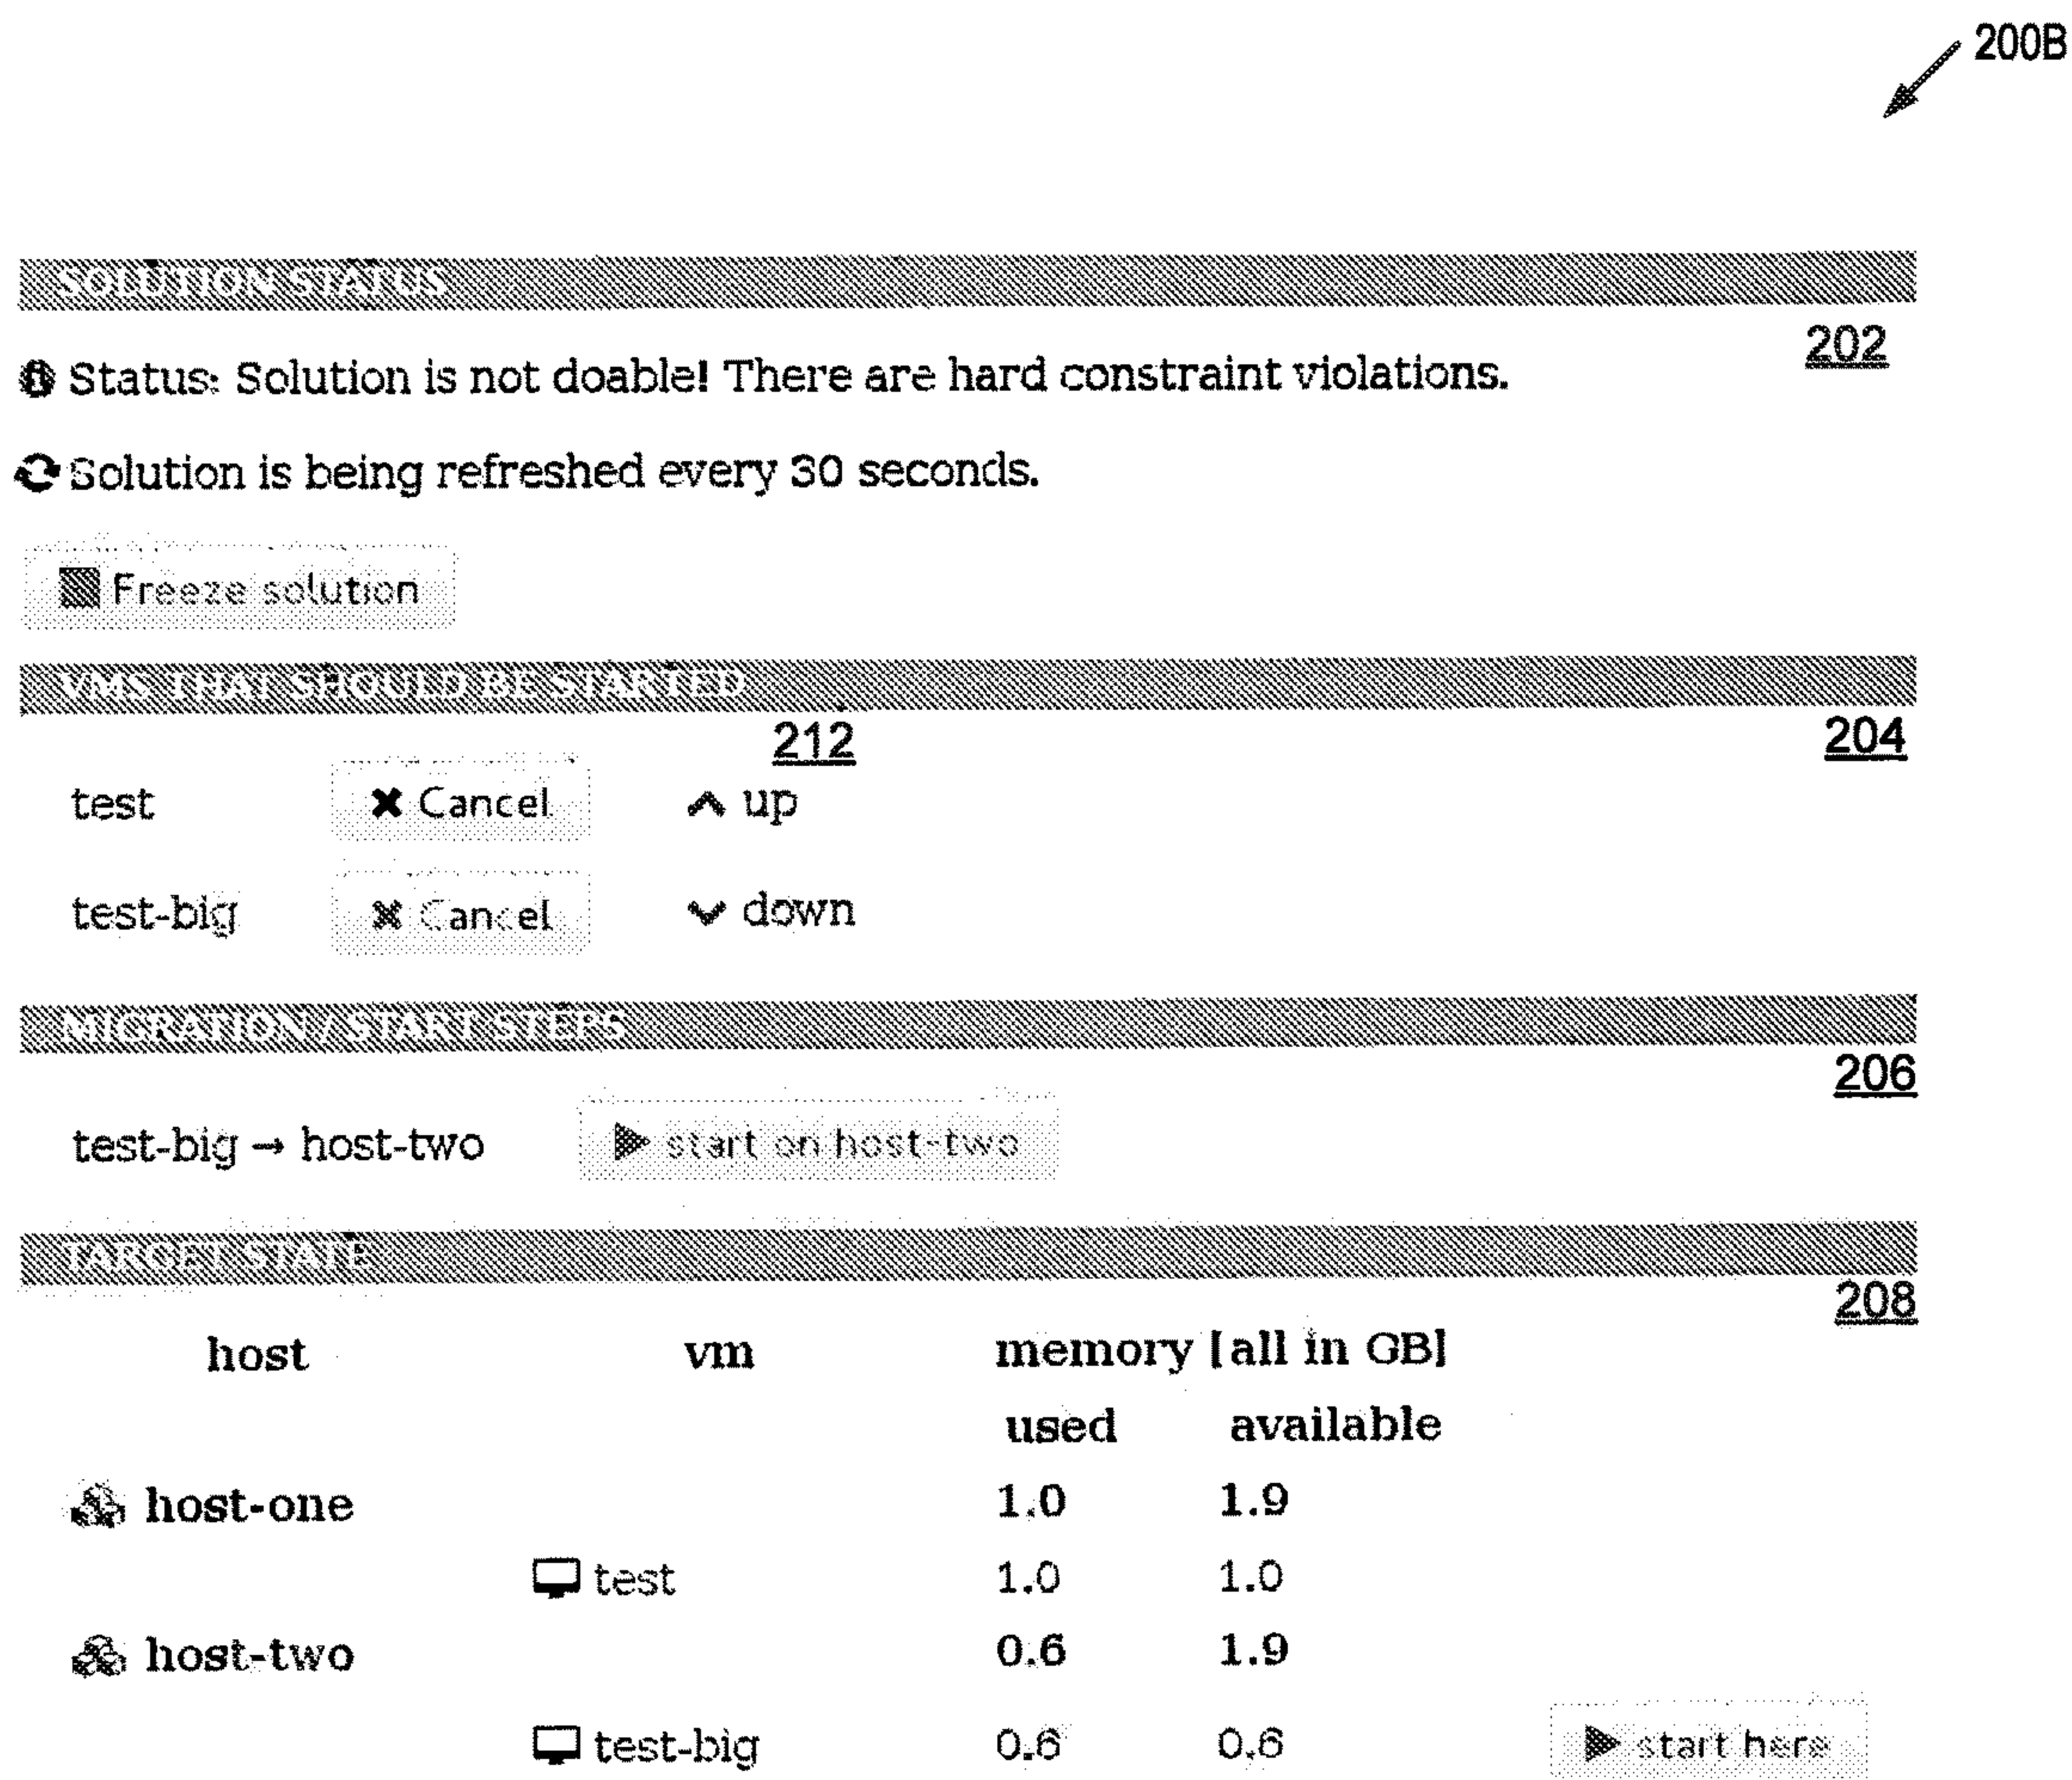 200B
SOLUTION STATUS
202
Status: Solution is not doable! There are hard constraint violations.
Solution is being refreshed every 30 seconds.
Freeze solution
VMS THAT SHOULD BE STARTED
212 204
test Cancel up
test-big Cancel down
MIGRATION / START STEPS
206
test-big → host-two start on host-two
TARGET STATE
208
host vm memory [all in GB]
used available
host-one 1.0 1.9
test 1.0 1.0
host-two 0.6 1.9
test-big 0.6 0.6 start here